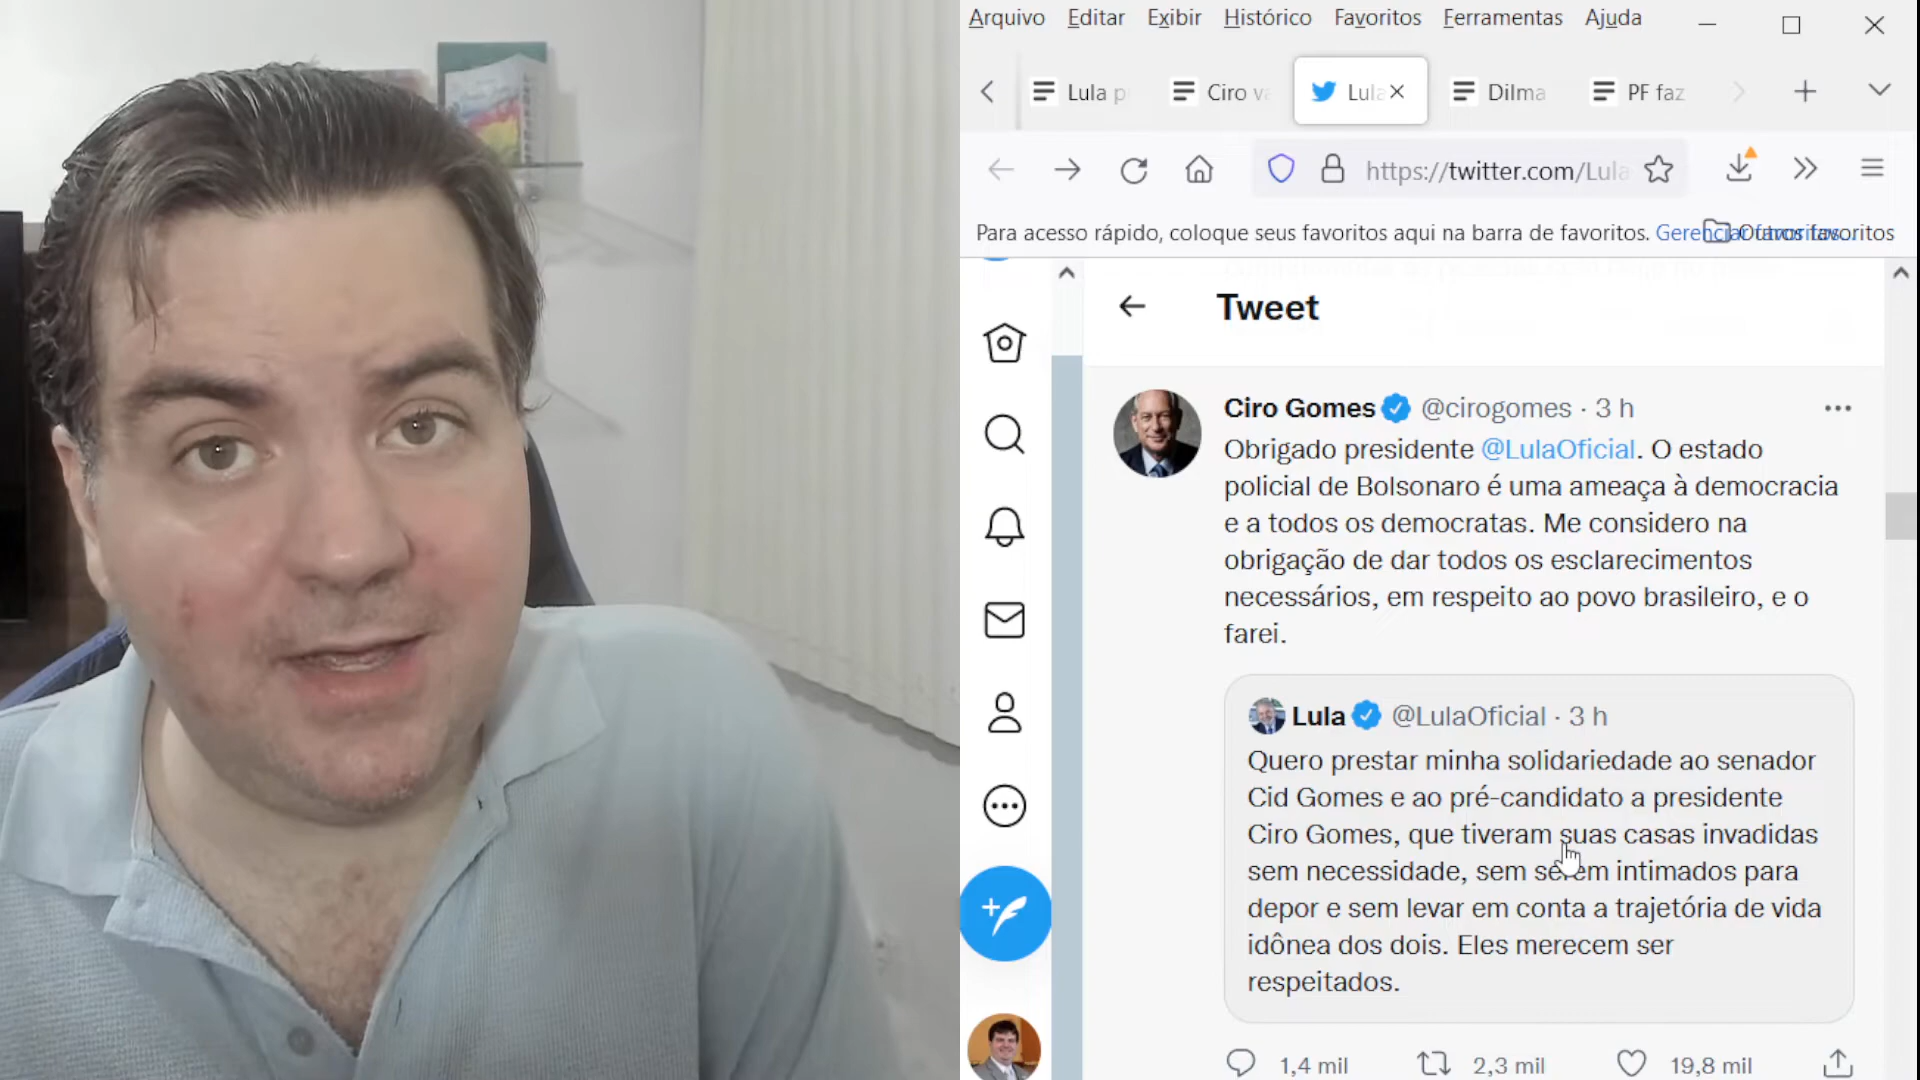 Arquivo Editar Exibir Histórico Favoritos Ferramentas Ajuda
Lula p Ciro va Lula Dilma PF faz
https://twitter.com/Lula
Para acesso rápido, coloque seus favoritos aqui na barra de favoritos. Gerenciar favoritos... Outros favoritos
Tweet
Ciro Gomes @cirogomes · 3 h
Obrigado presidente @LulaOficial. O estado
policial de Bolsonaro é uma ameaça à democracia
e a todos os democratas. Me considero na
obrigação de dar todos os esclarecimentos
necessários, em respeito ao povo brasileiro, e o
farei.
Lula @LulaOficial · 3 h
Quero prestar minha solidariedade ao senador
Cid Gomes e ao pré-candidato a presidente
Ciro Gomes, que tiveram suas casas invadidas
sem necessidade, sem serem intimados para
depor e sem levar em conta a trajetória de vida
idônea dos dois. Eles merecem ser
respeitados.
1,4 mil 2,3 mil 19,8 mil